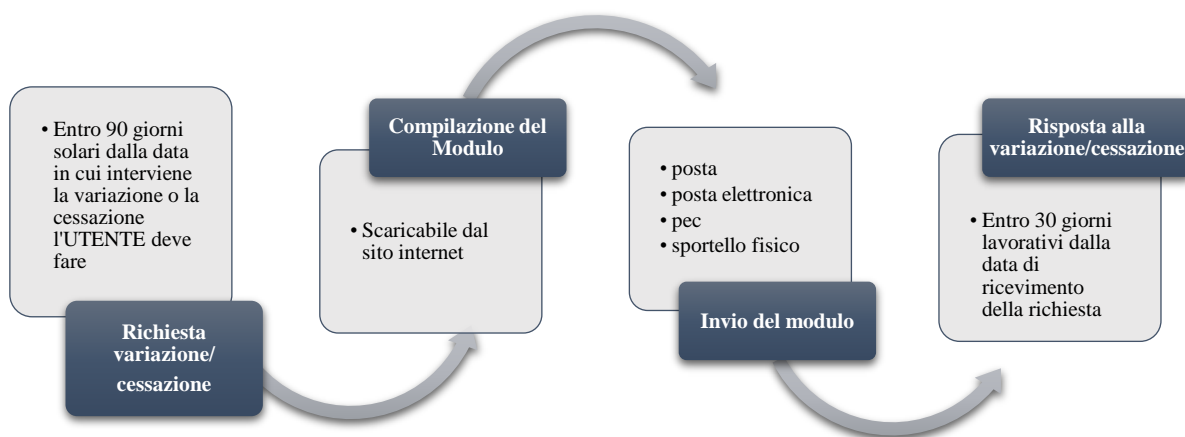 • Entro 90 giorni
solari dalla data
in cui interviene
la variazione o la
cessazione
l'UTENTE deve
fare
Richiesta
variazione/
cessazione
Compilazione del
Modulo
• Scaricabile dal
sito internet
• posta
• posta elettronica
• pec
• sportello fisico
Invio del modulo
Risposta alla
variazione/cessazione
• Entro 30 giorni
lavorativi dalla
data di
ricevimento
della richiesta